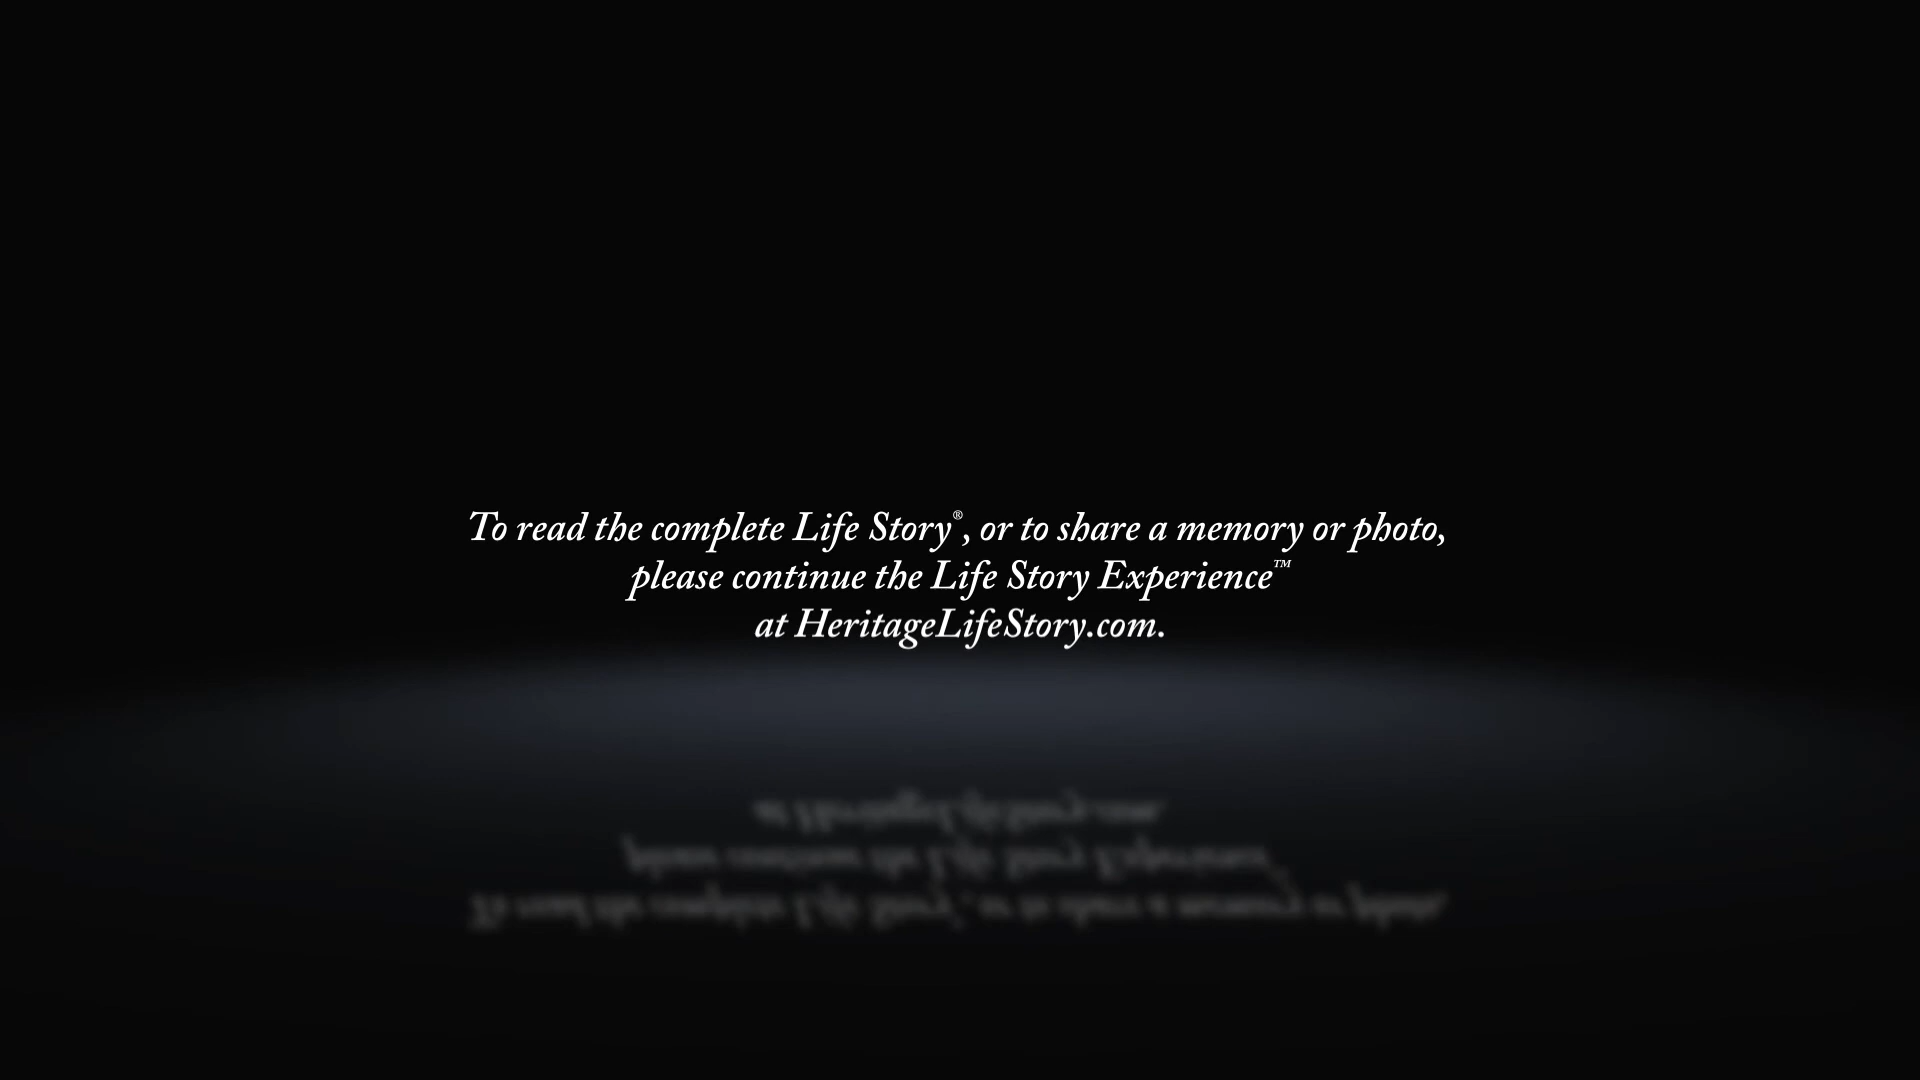 To read the complete Life Story®, or to share a memory or photo,
please continue the Life Story Experience™
at HeritageLifeStory.com.